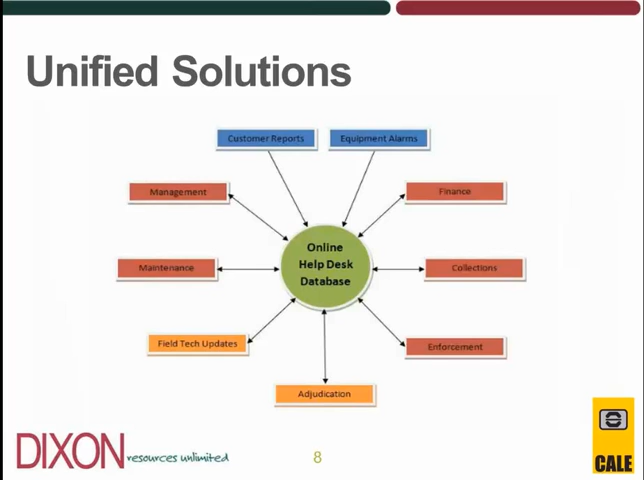 Unified Solutions
Customer Reports
Equipment Alarms
Management
Finance
Online
Help Desk
Database
Maintenance
Collections
Field Tech Updates
Enforcement
Adjudication
DIXON resources unlimited
8
CALE